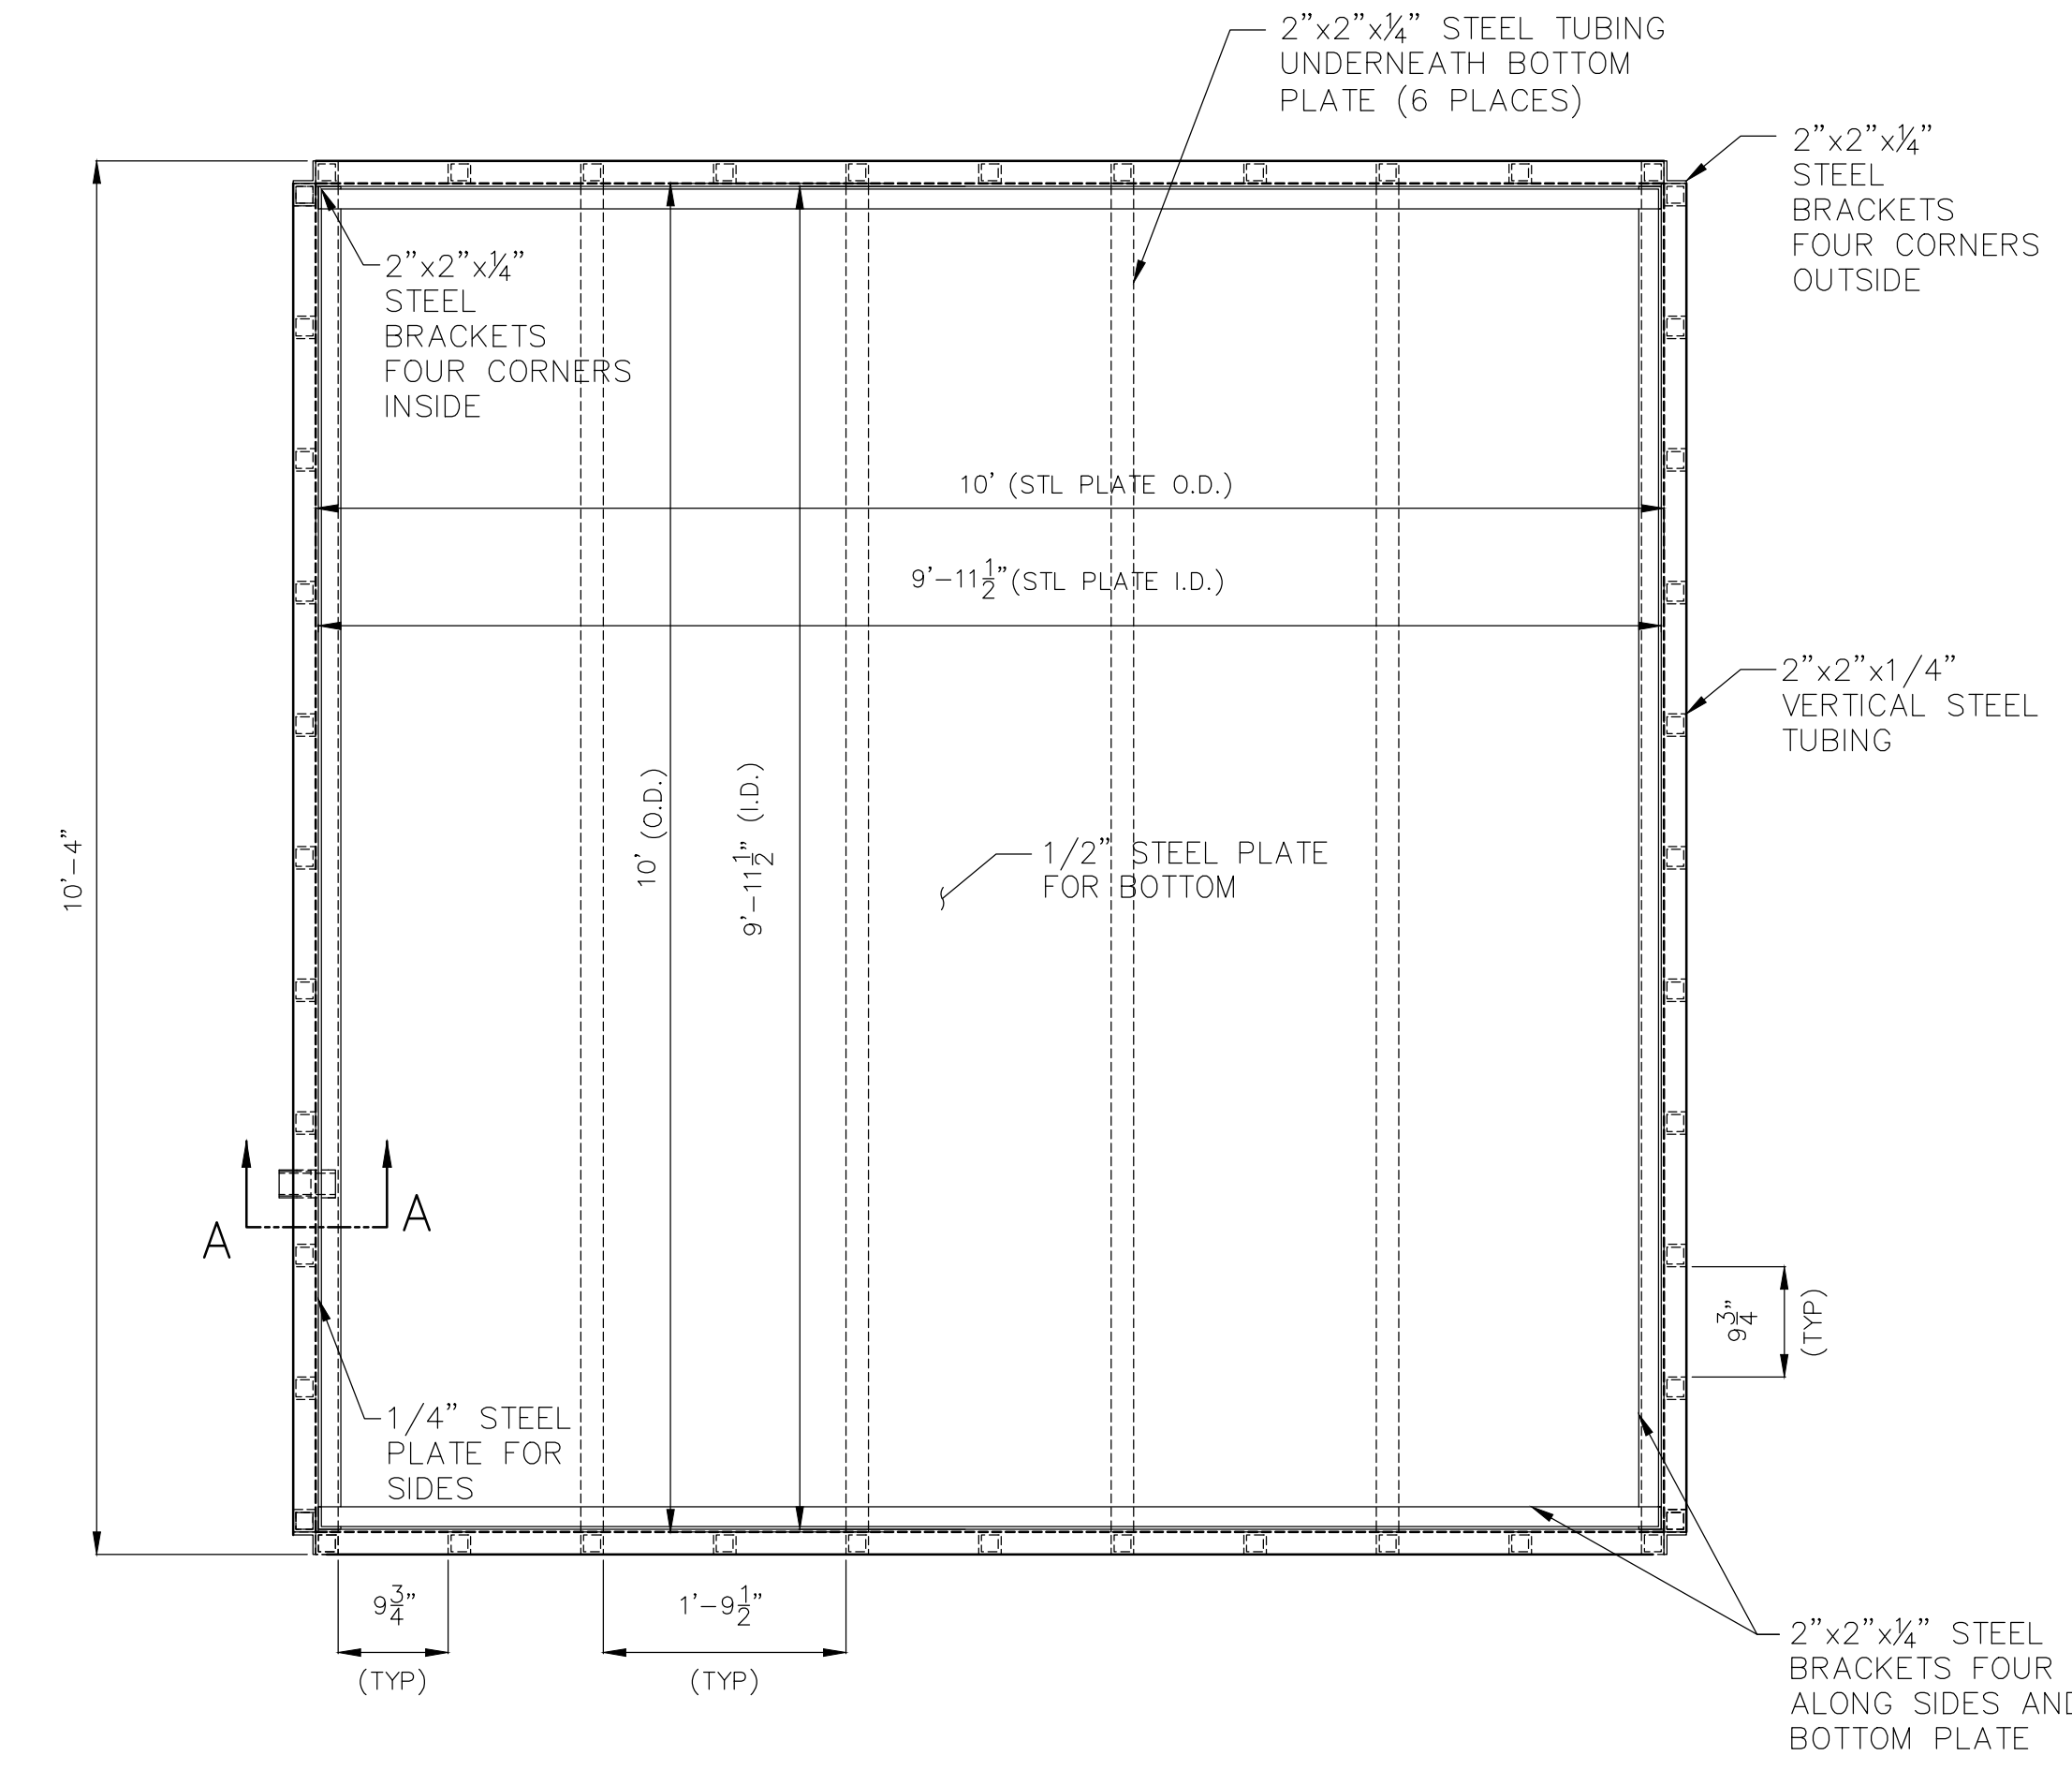 2”x2”x¼” STEEL TUBING
UNDERNEATH BOTTOM
PLATE (6 PLACES)
2”x2”x¼”
STEEL
BRACKETS
FOUR CORNERS
OUTSIDE
2”x2”x¼”
STEEL
BRACKETS
FOUR CORNERS
INSIDE
10’ (STL PLATE O.D.)
9’–11½” (STL PLATE I.D.)
2”x2”x1/4”
VERTICAL STEEL
TUBING
10’–4”
10’ (O.D.)
9’–11½” (I.D.)
1/2” STEEL PLATE
FOR BOTTOM
A
A
9¾”
(TYP)
1/4” STEEL
PLATE FOR
SIDES
9¾”
(TYP)
1’–9½”
(TYP)
2”x2”x¼” STEEL
BRACKETS FOUR
ALONG SIDES AND
BOTTOM PLATE